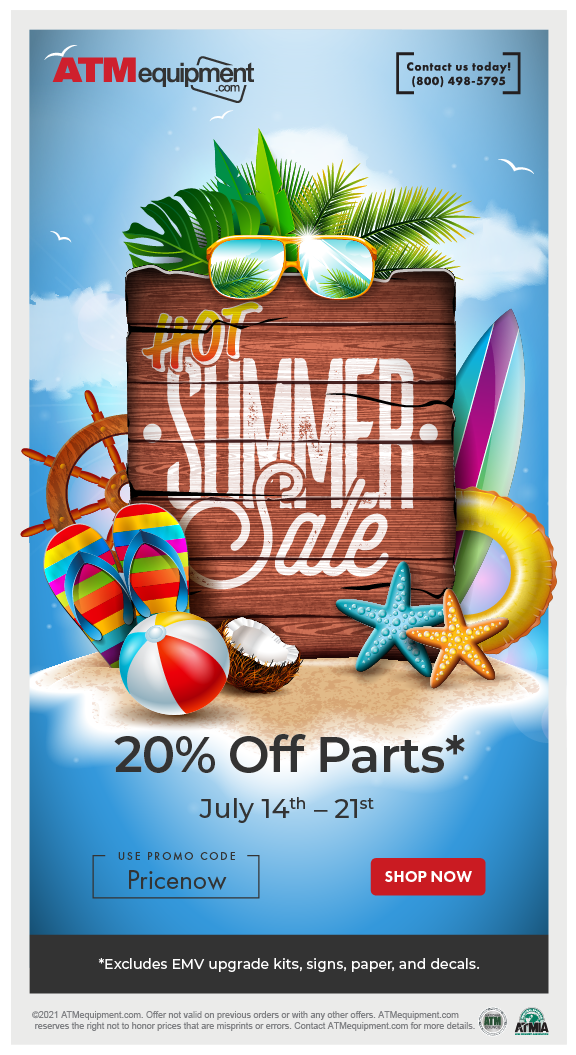 ATMequipment
.com
Contact us today!
(800) 498-5795
HOT
SUMMER
Sale
20% Off Parts*
July 14th – 21st
USE PROMO CODE
Pricenow
SHOP NOW
*Excludes EMV upgrade kits, signs, paper, and decals.
©2021 ATMequipment.com. Offer not valid on previous orders or with any other offers. ATMequipment.com
reserves the right not to honor prices that are misprints or errors. Contact ATMequipment.com for more details.
ATM
ATMIA